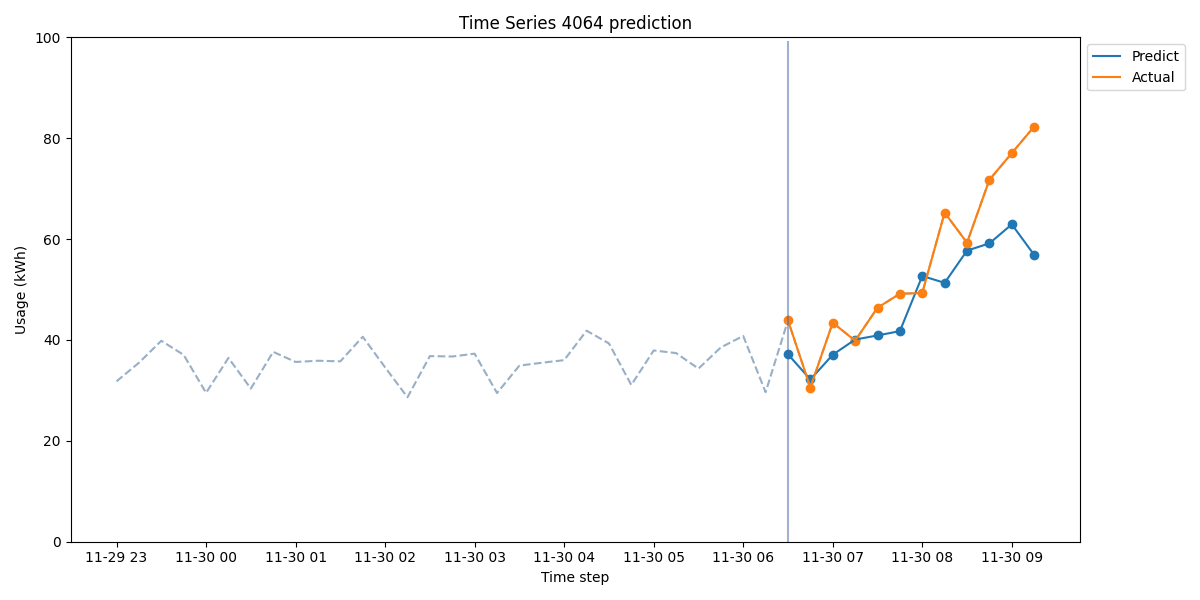 Time Series 4064 prediction
100
80
60
40
20
0
Usage (kWh)
11-29 23 11-30 00 11-30 01 11-30 02 11-30 03 11-30 04 11-30 05 11-30 06 11-30 07 11-30 08 11-30 09
Time step
Predict
Actual